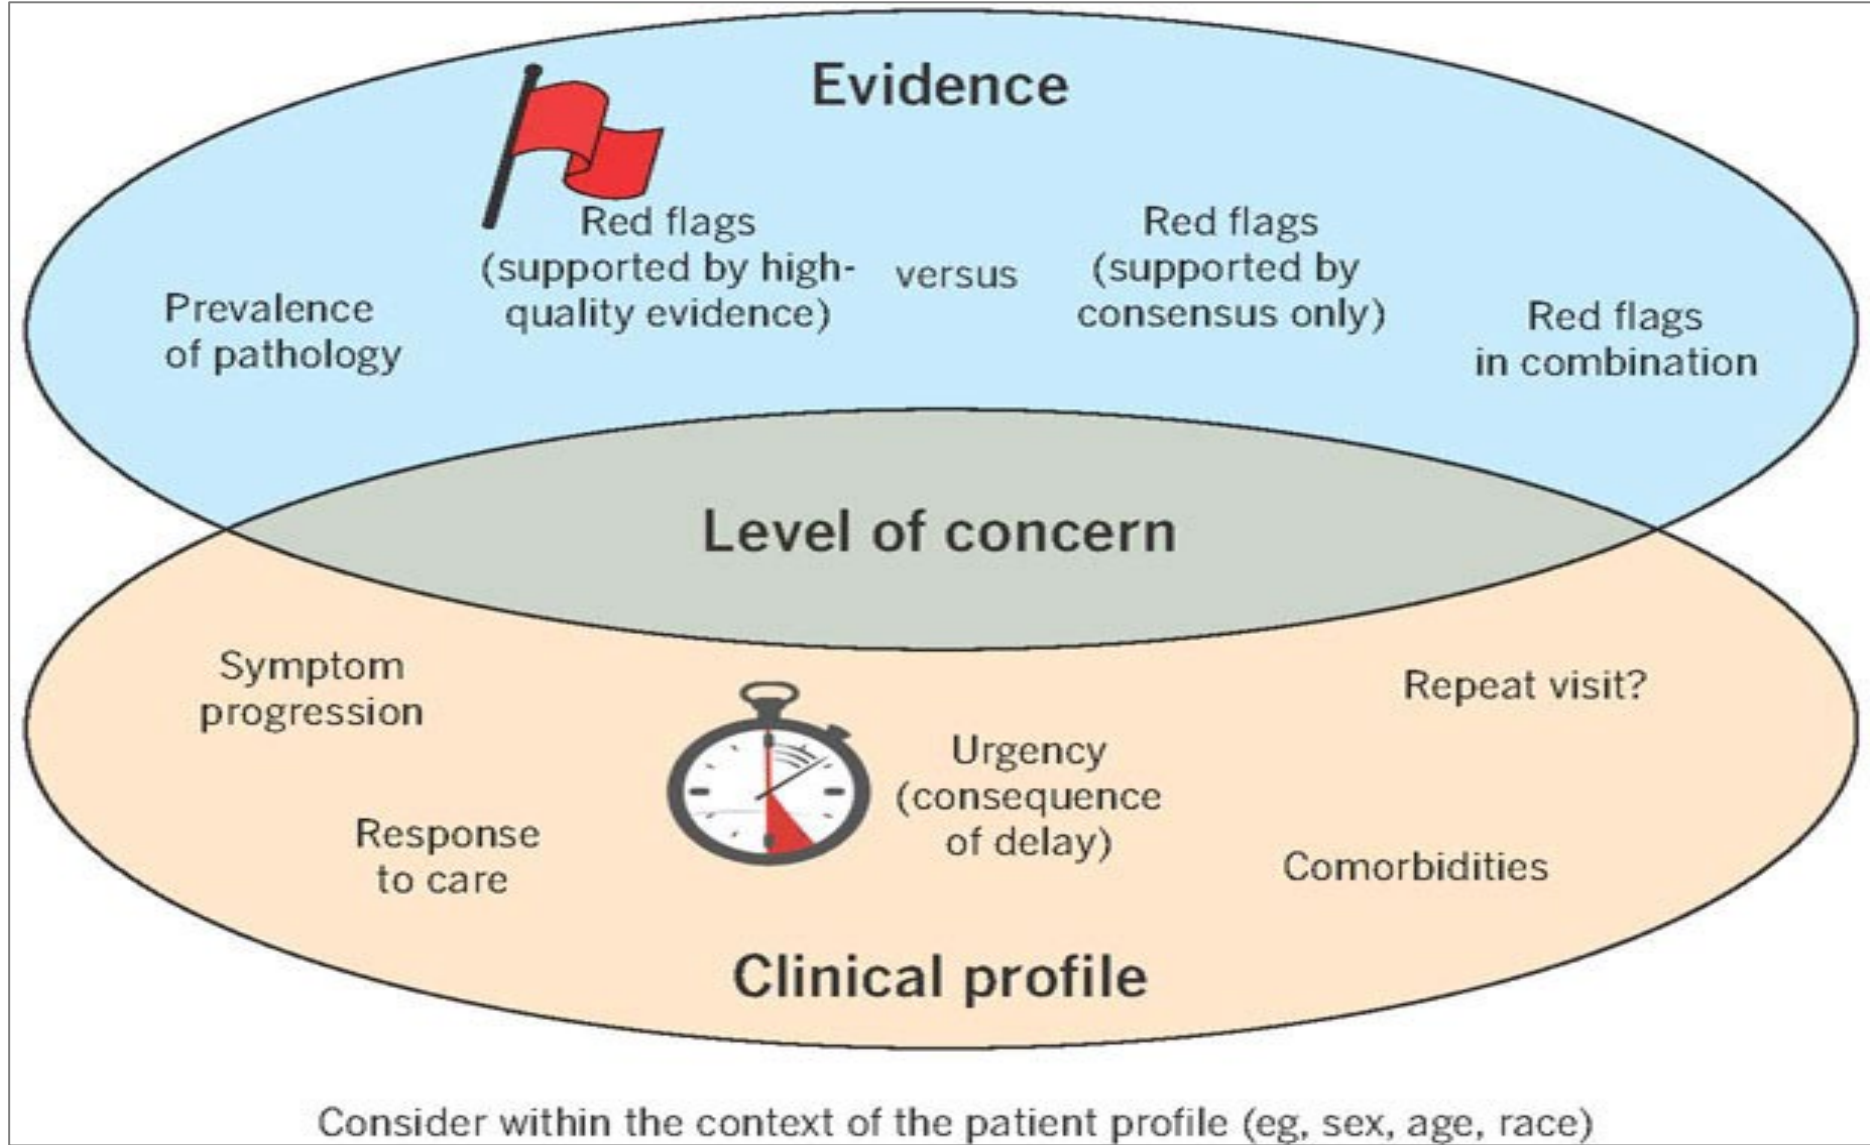 Evidence
Red flags
(supported by high-
quality evidence)
versus
Red flags
(supported by
consensus only)
Prevalence
of pathology
Red flags
in combination
Level of concern
Symptom
progression
Repeat visit?
Urgency
(consequence
of delay)
Response
to care
Comorbidities
Clinical profile
Consider within the context of the patient profile (eg, sex, age, race)